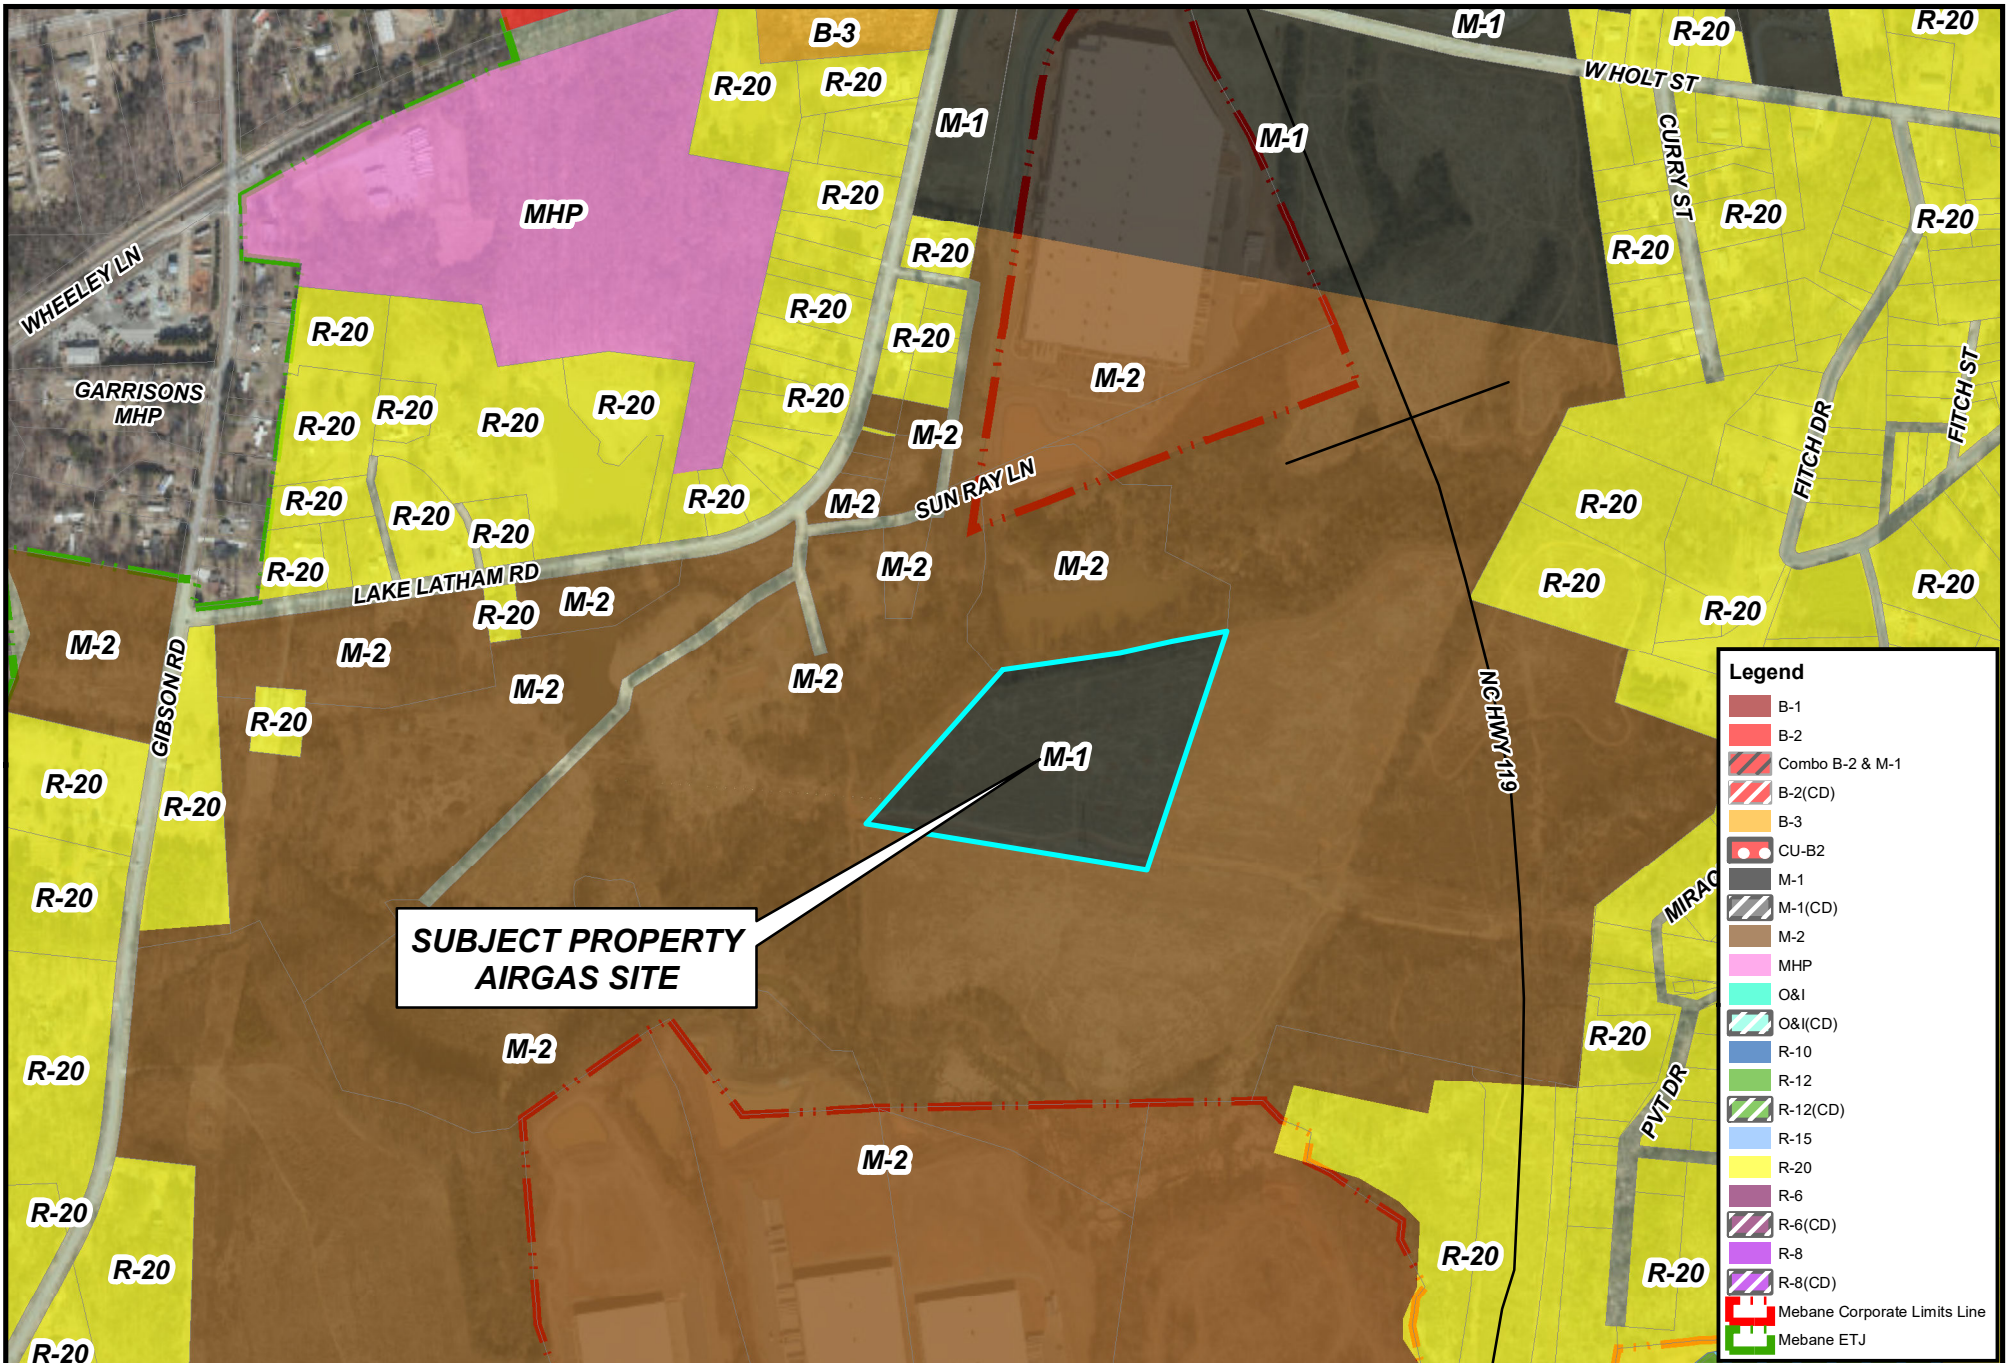 B-3
M-1
R-20
R-20
R-20
R-20
W HOLT ST
M-1
M-1
CURRY ST
R-20
MHP
R-20
R-20
R-20
R-20
WHEELEY LN
R-20
R-20
R-20
R-20
GARRISONS
MHP
M-2
R-20
R-20
R-20
R-20
R-20
FITCH ST
M-2
FITCH DR
R-20
R-20
R-20
M-2
SUN RAY LN
R-20
R-20
R-20
LAKE LATHAM RD
M-2
M-2
R-20
R-20
R-20
M-2
R-20
M-2
M-2
GIBSON RD
M-2
M-2
NC HWY 119
R-20
M-1
R-20
R-20
R-20
SUBJECT PROPERTY
AIRGAS SITE
M-2
R-20
R-20
PVT DR
M-2
R-20
R-20
R-20
R-20
R-20
MIRAC
Legend
B-1
B-2
Combo B-2 & M-1
B-2(CD)
B-3
CU-B2
M-1
M-1(CD)
M-2
MHP
O&I
O&I(CD)
R-10
R-12
R-12(CD)
R-15
R-20
R-6
R-6(CD)
R-8
R-8(CD)
Mebane Corporate Limits Line
Mebane ETJ